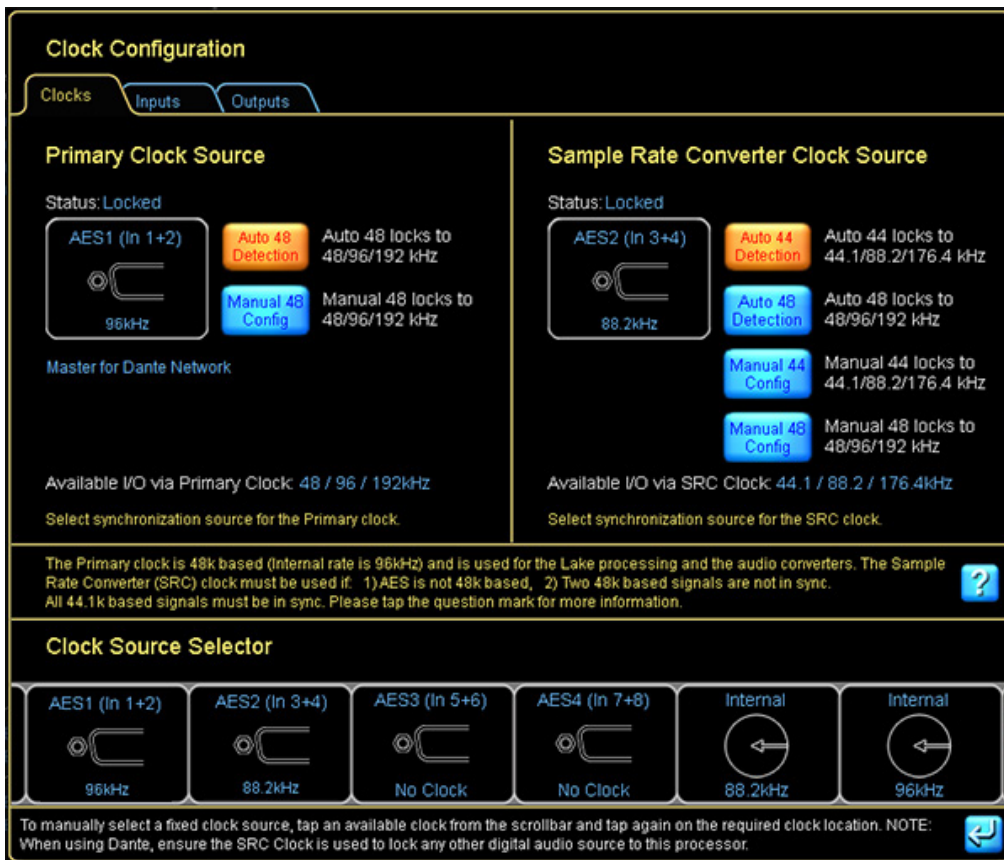 Clock Configuration
Clocks
Inputs
Outputs
Primary Clock Source
Status: Locked
AES1 (In 1+2)
96kHz
Auto 48
Detection
Auto 48 locks to
48/96/192 kHz
Manual 48
Config
Manual 48 locks to
48/96/192 kHz
Master for Dante Network
Available I/O via Primary Clock: 48 / 96 / 192kHz
Select synchronization source for the Primary clock.
Sample Rate Converter Clock Source
Status: Locked
AES2 (In 3+4)
88.2kHz
Auto 44
Detection
Auto 44 locks to
44.1/88.2/176.4 kHz
Auto 48
Detection
Auto 48 locks to
48/96/192 kHz
Manual 44
Config
Manual 44 locks to
44.1/88.2/176.4 kHz
Manual 48
Config
Manual 48 locks to
48/96/192 kHz
Available I/O via SRC Clock: 44.1 / 88.2 / 176.4kHz
Select synchronization source for the SRC clock.
The Primary clock is 48k based (Internal rate is 96kHz) and is used for the Lake processing and the audio converters. The Sample
Rate Converter (SRC) clock must be used if: 1) AES is not 48k based, 2) Two 48k based signals are not in sync.
All 44.1k based signals must be in sync. Please tap the question mark for more information.
?
Clock Source Selector
AES1 (In 1+2)
96kHz
AES2 (In 3+4)
88.2kHz
AES3 (In 5+6)
No Clock
AES4 (In 7+8)
No Clock
Internal
88.2kHz
Internal
96kHz
To manually select a fixed clock source, tap an available clock from the scrollbar and tap again on the required clock location. NOTE:
When using Dante, ensure the SRC Clock is used to lock any other digital audio source to this processor.